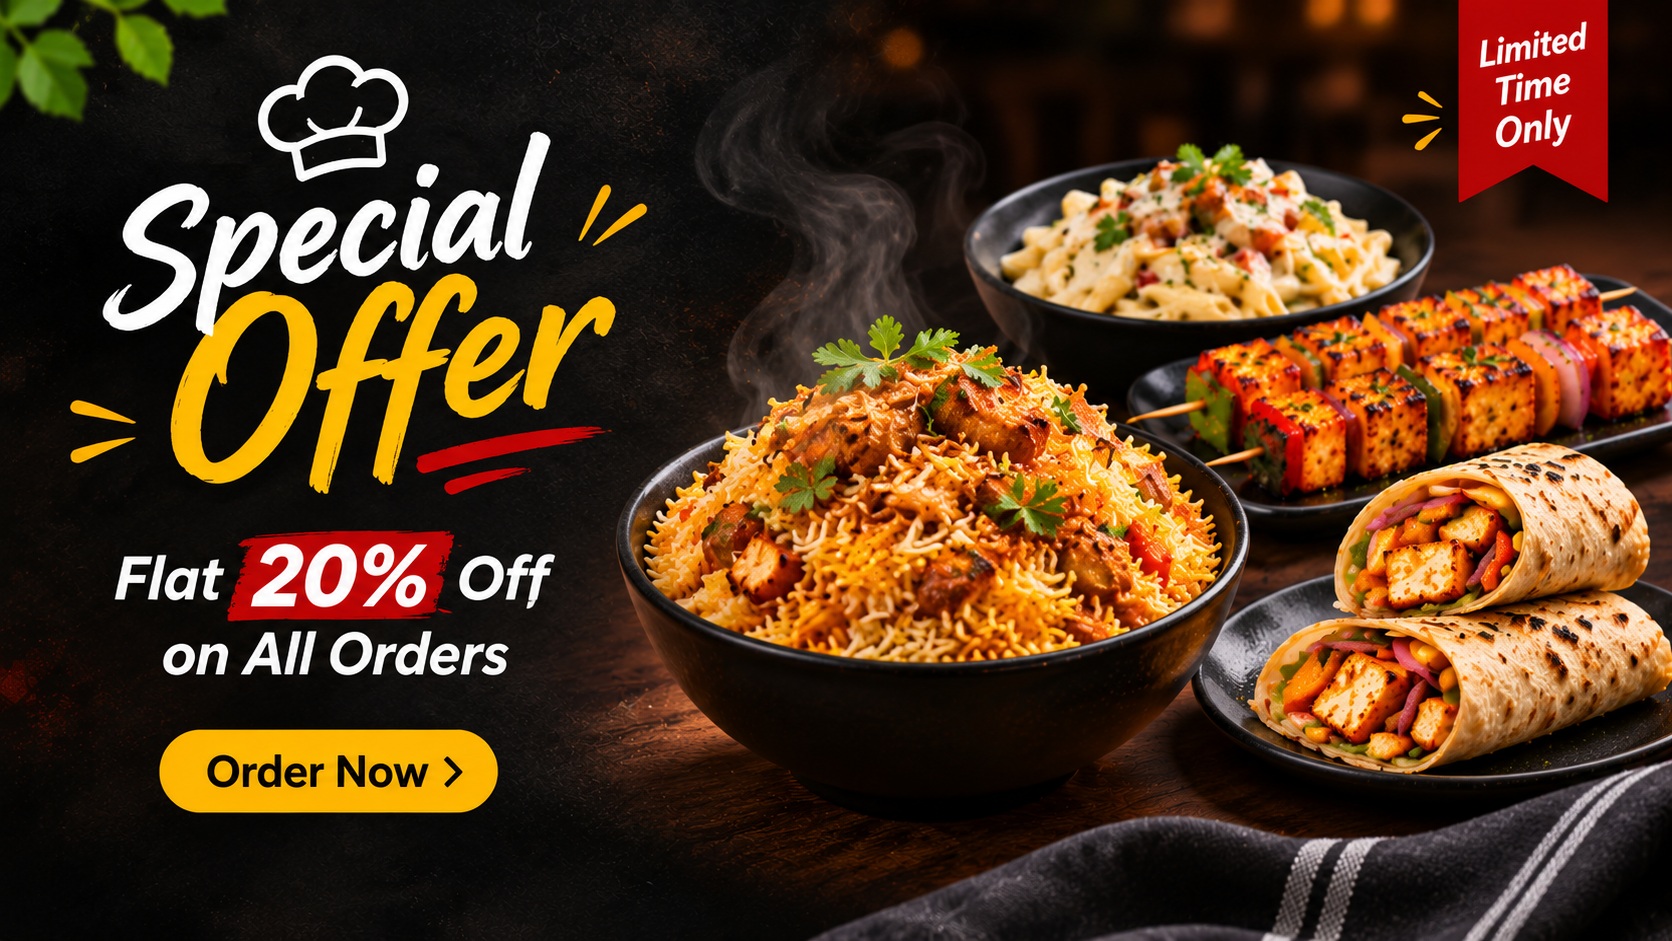 Special
Offer
Flat 20% Off
on All Orders
Order Now >
Limited
Time
Only